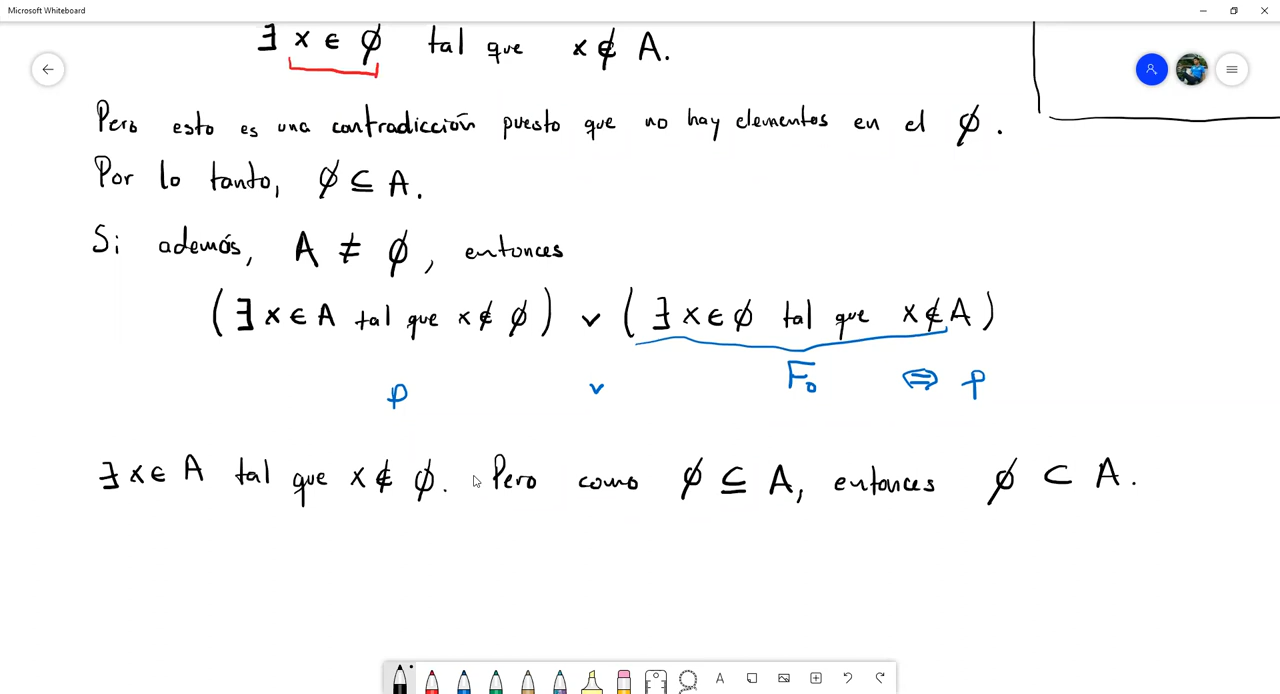 Microsoft Whiteboard
∃ x ∈ ∅ tal que x ∉ A.
Pero esto es una contradicción puesto que no hay elementos en el ∅.
Por lo tanto, ∅ ⊆ A.
Si además, A ≠ ∅, entonces
(∃ x ∈ A tal que x ∉ ∅) ∨ (∃ x ∈ ∅ tal que x ∉ A)
p ∨ F₀ ⇔ p
∃ x ∈ A tal que x ∉ ∅. Pero como ∅ ⊆ A, entonces ∅ ⊂ A.